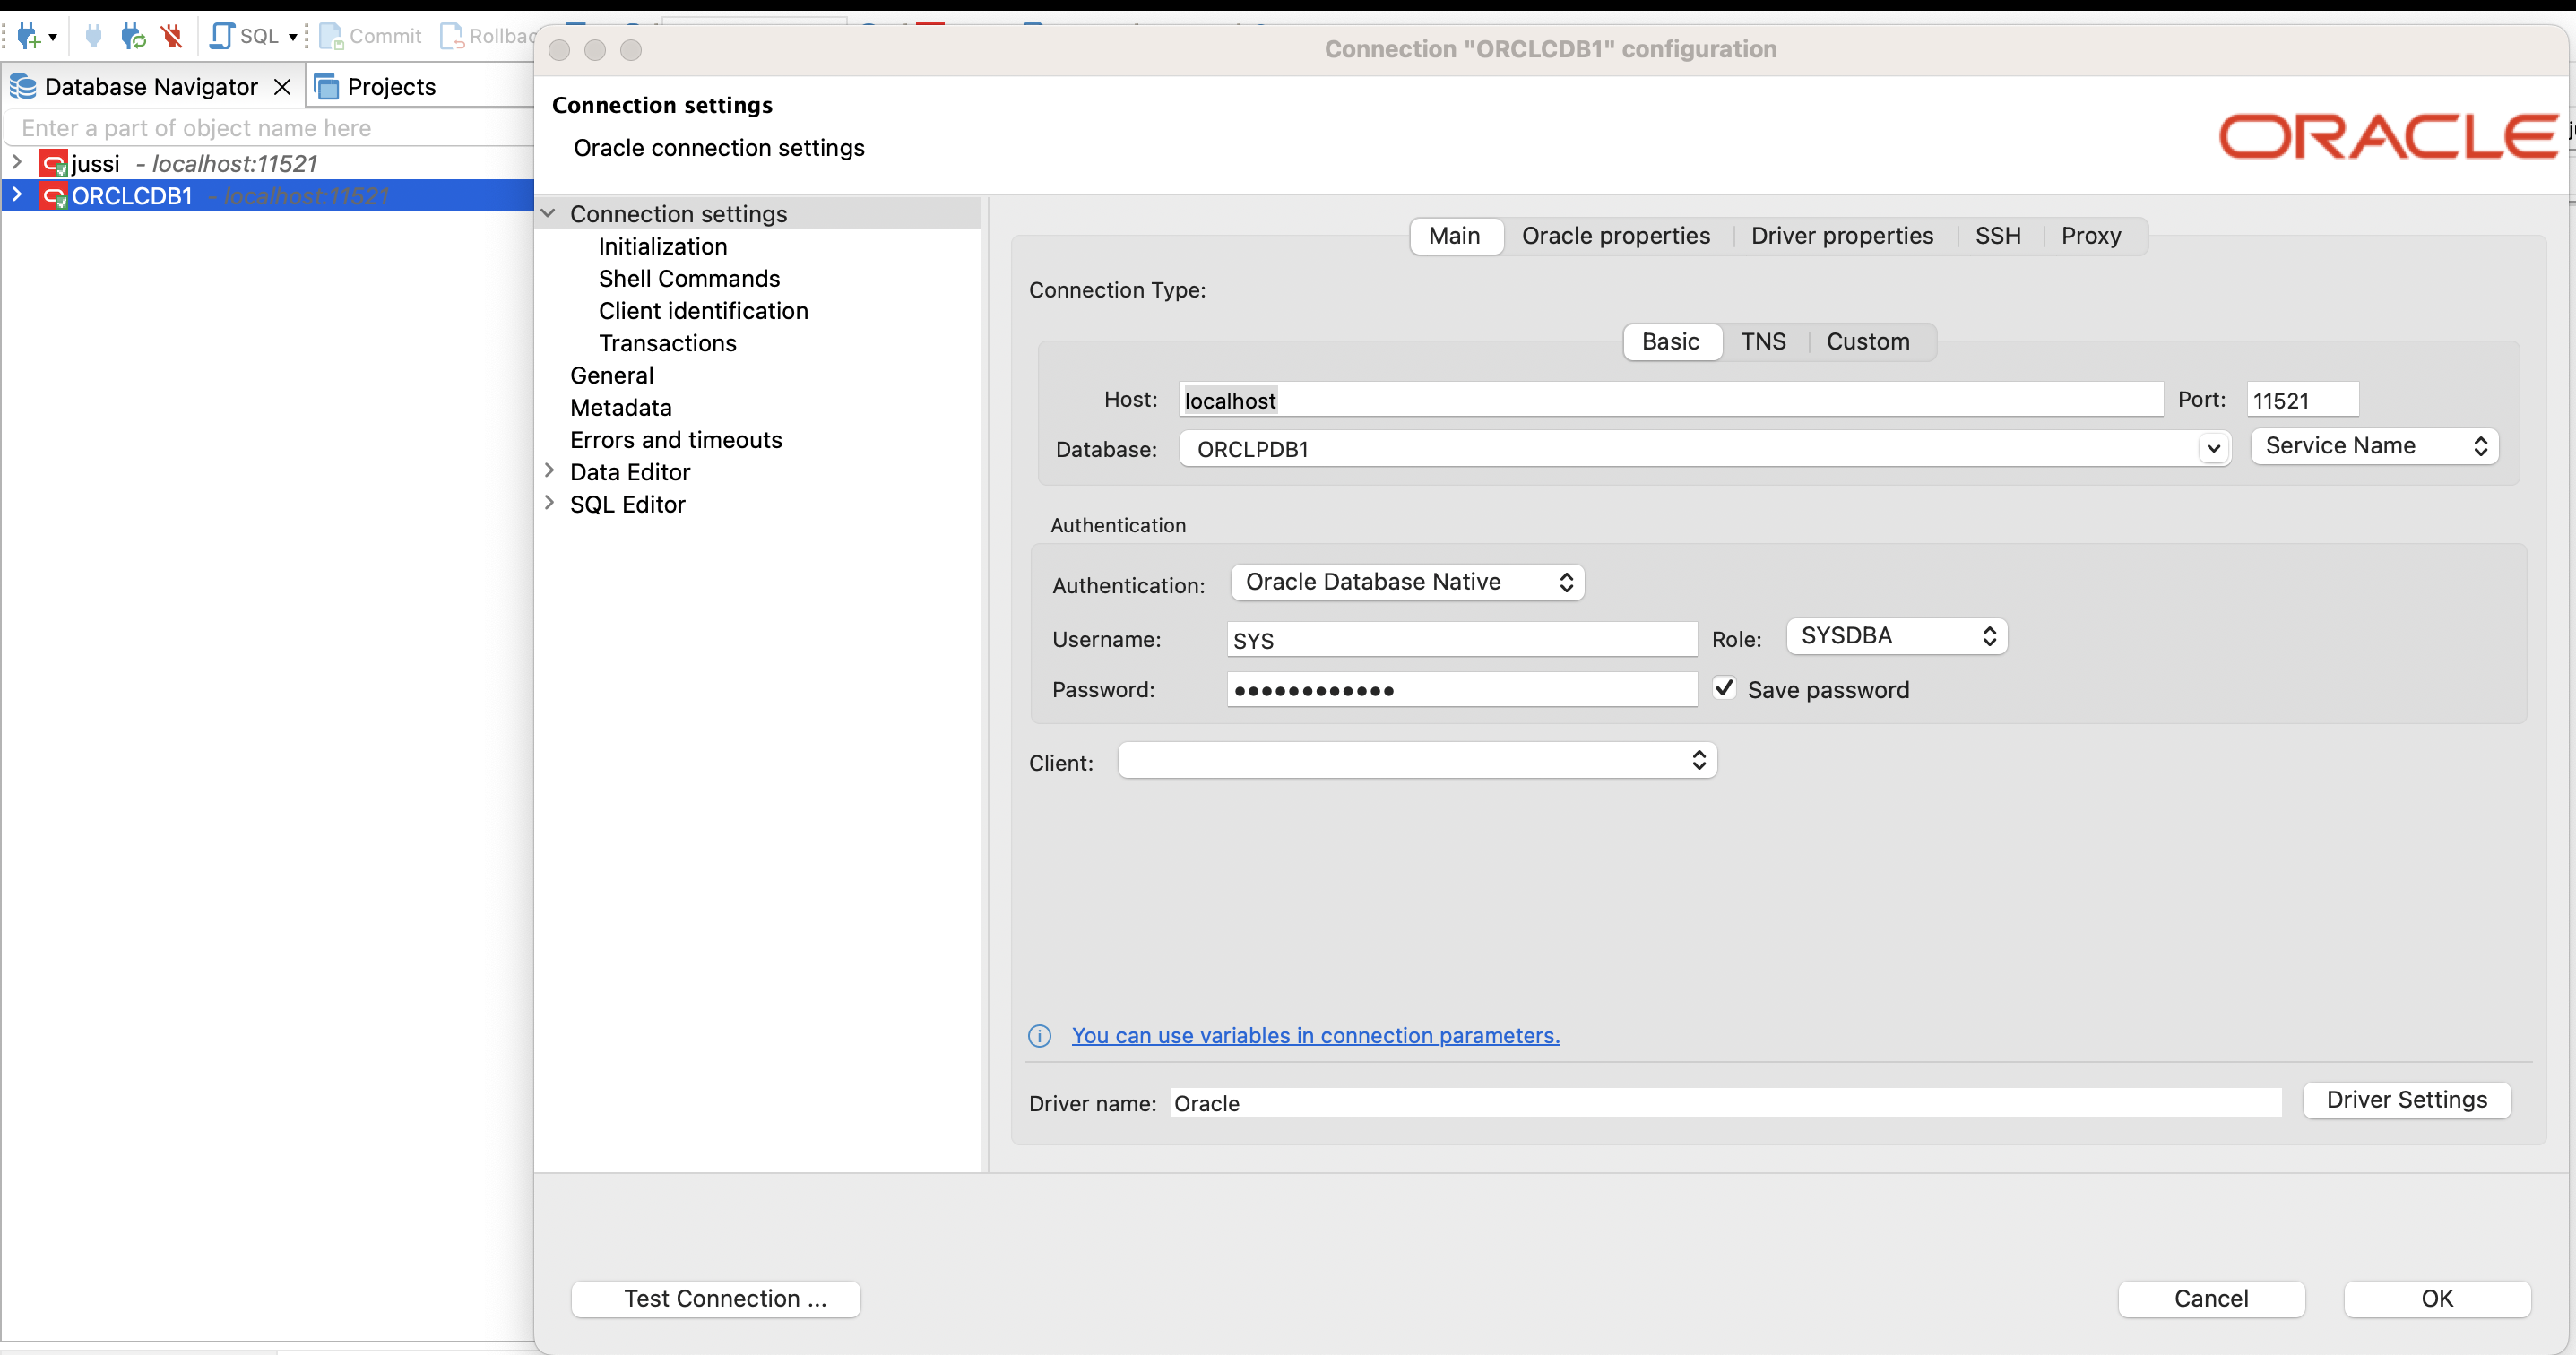 SQL
Commit
Rollbac
Connection "ORCLCDB1" configuration
Database Navigator
Projects
Enter a part of object name here
jussi - localhost:11521
ORCLCDB1 - localhost:11521
Connection settings
Oracle connection settings
ORACLE
Connection settings
Initialization
Shell Commands
Client identification
Transactions
General
Metadata
Errors and timeouts
Data Editor
SQL Editor
Main Oracle properties Driver properties SSH Proxy
Connection Type:
Basic TNS Custom
Host: localhost Port: 11521
Database: ORCLPDB1 Service Name
Authentication
Authentication: Oracle Database Native
Username: SYS Role: SYSDBA
Password: •••••••••••• Save password
Client:
You can use variables in connection parameters.
Driver name: Oracle Driver Settings
Test Connection ... Cancel OK